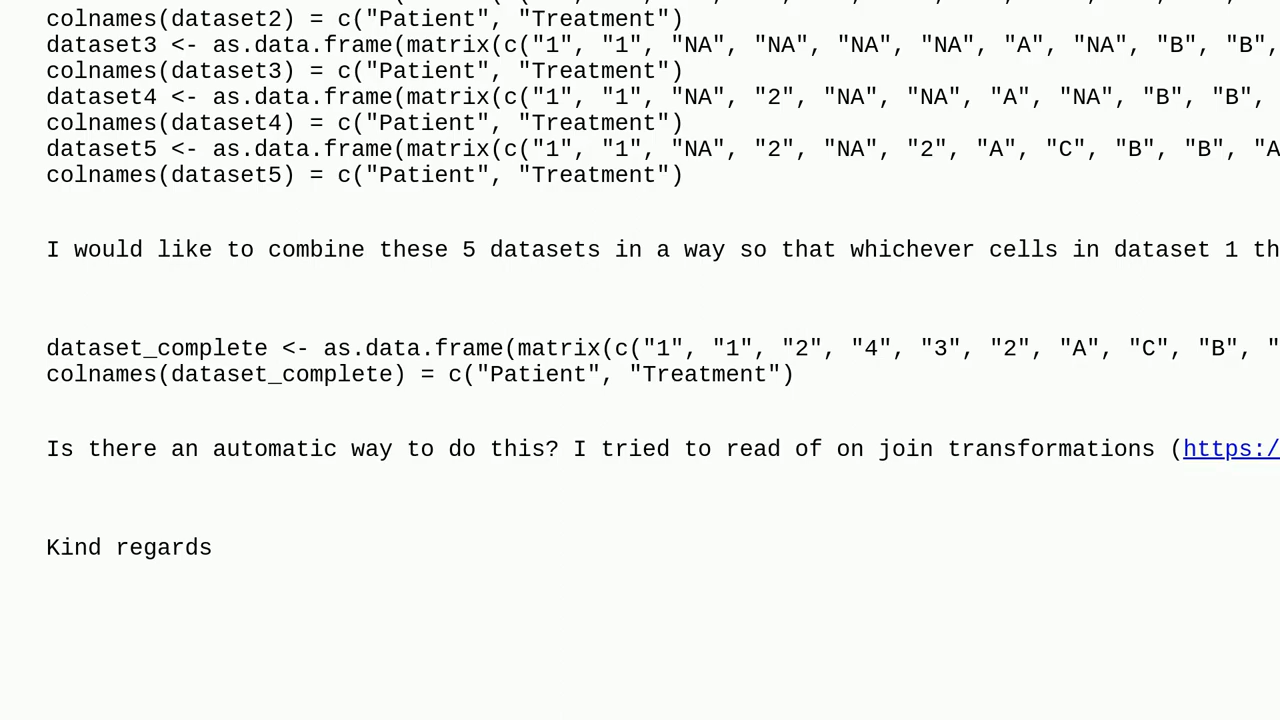 colnames(dataset2) = c("Patient", "Treatment")
dataset3 <- as.data.frame(matrix(c("1", "1", "NA", "NA", "NA", "NA", "A", "NA", "B", "B",
colnames(dataset3) = c("Patient", "Treatment")
dataset4 <- as.data.frame(matrix(c("1", "1", "NA", "2", "NA", "NA", "A", "NA", "B", "B",
colnames(dataset4) = c("Patient", "Treatment")
dataset5 <- as.data.frame(matrix(c("1", "1", "NA", "2", "NA", "2", "A", "C", "B", "B", "A
colnames(dataset5) = c("Patient", "Treatment")
I would like to combine these 5 datasets in a way so that whichever cells in dataset 1 th
dataset_complete <- as.data.frame(matrix(c("1", "1", "2", "4", "3", "2", "A", "C", "B", "
colnames(dataset_complete) = c("Patient", "Treatment")
Is there an automatic way to do this? I tried to read of on join transformations (https:/
Kind regards